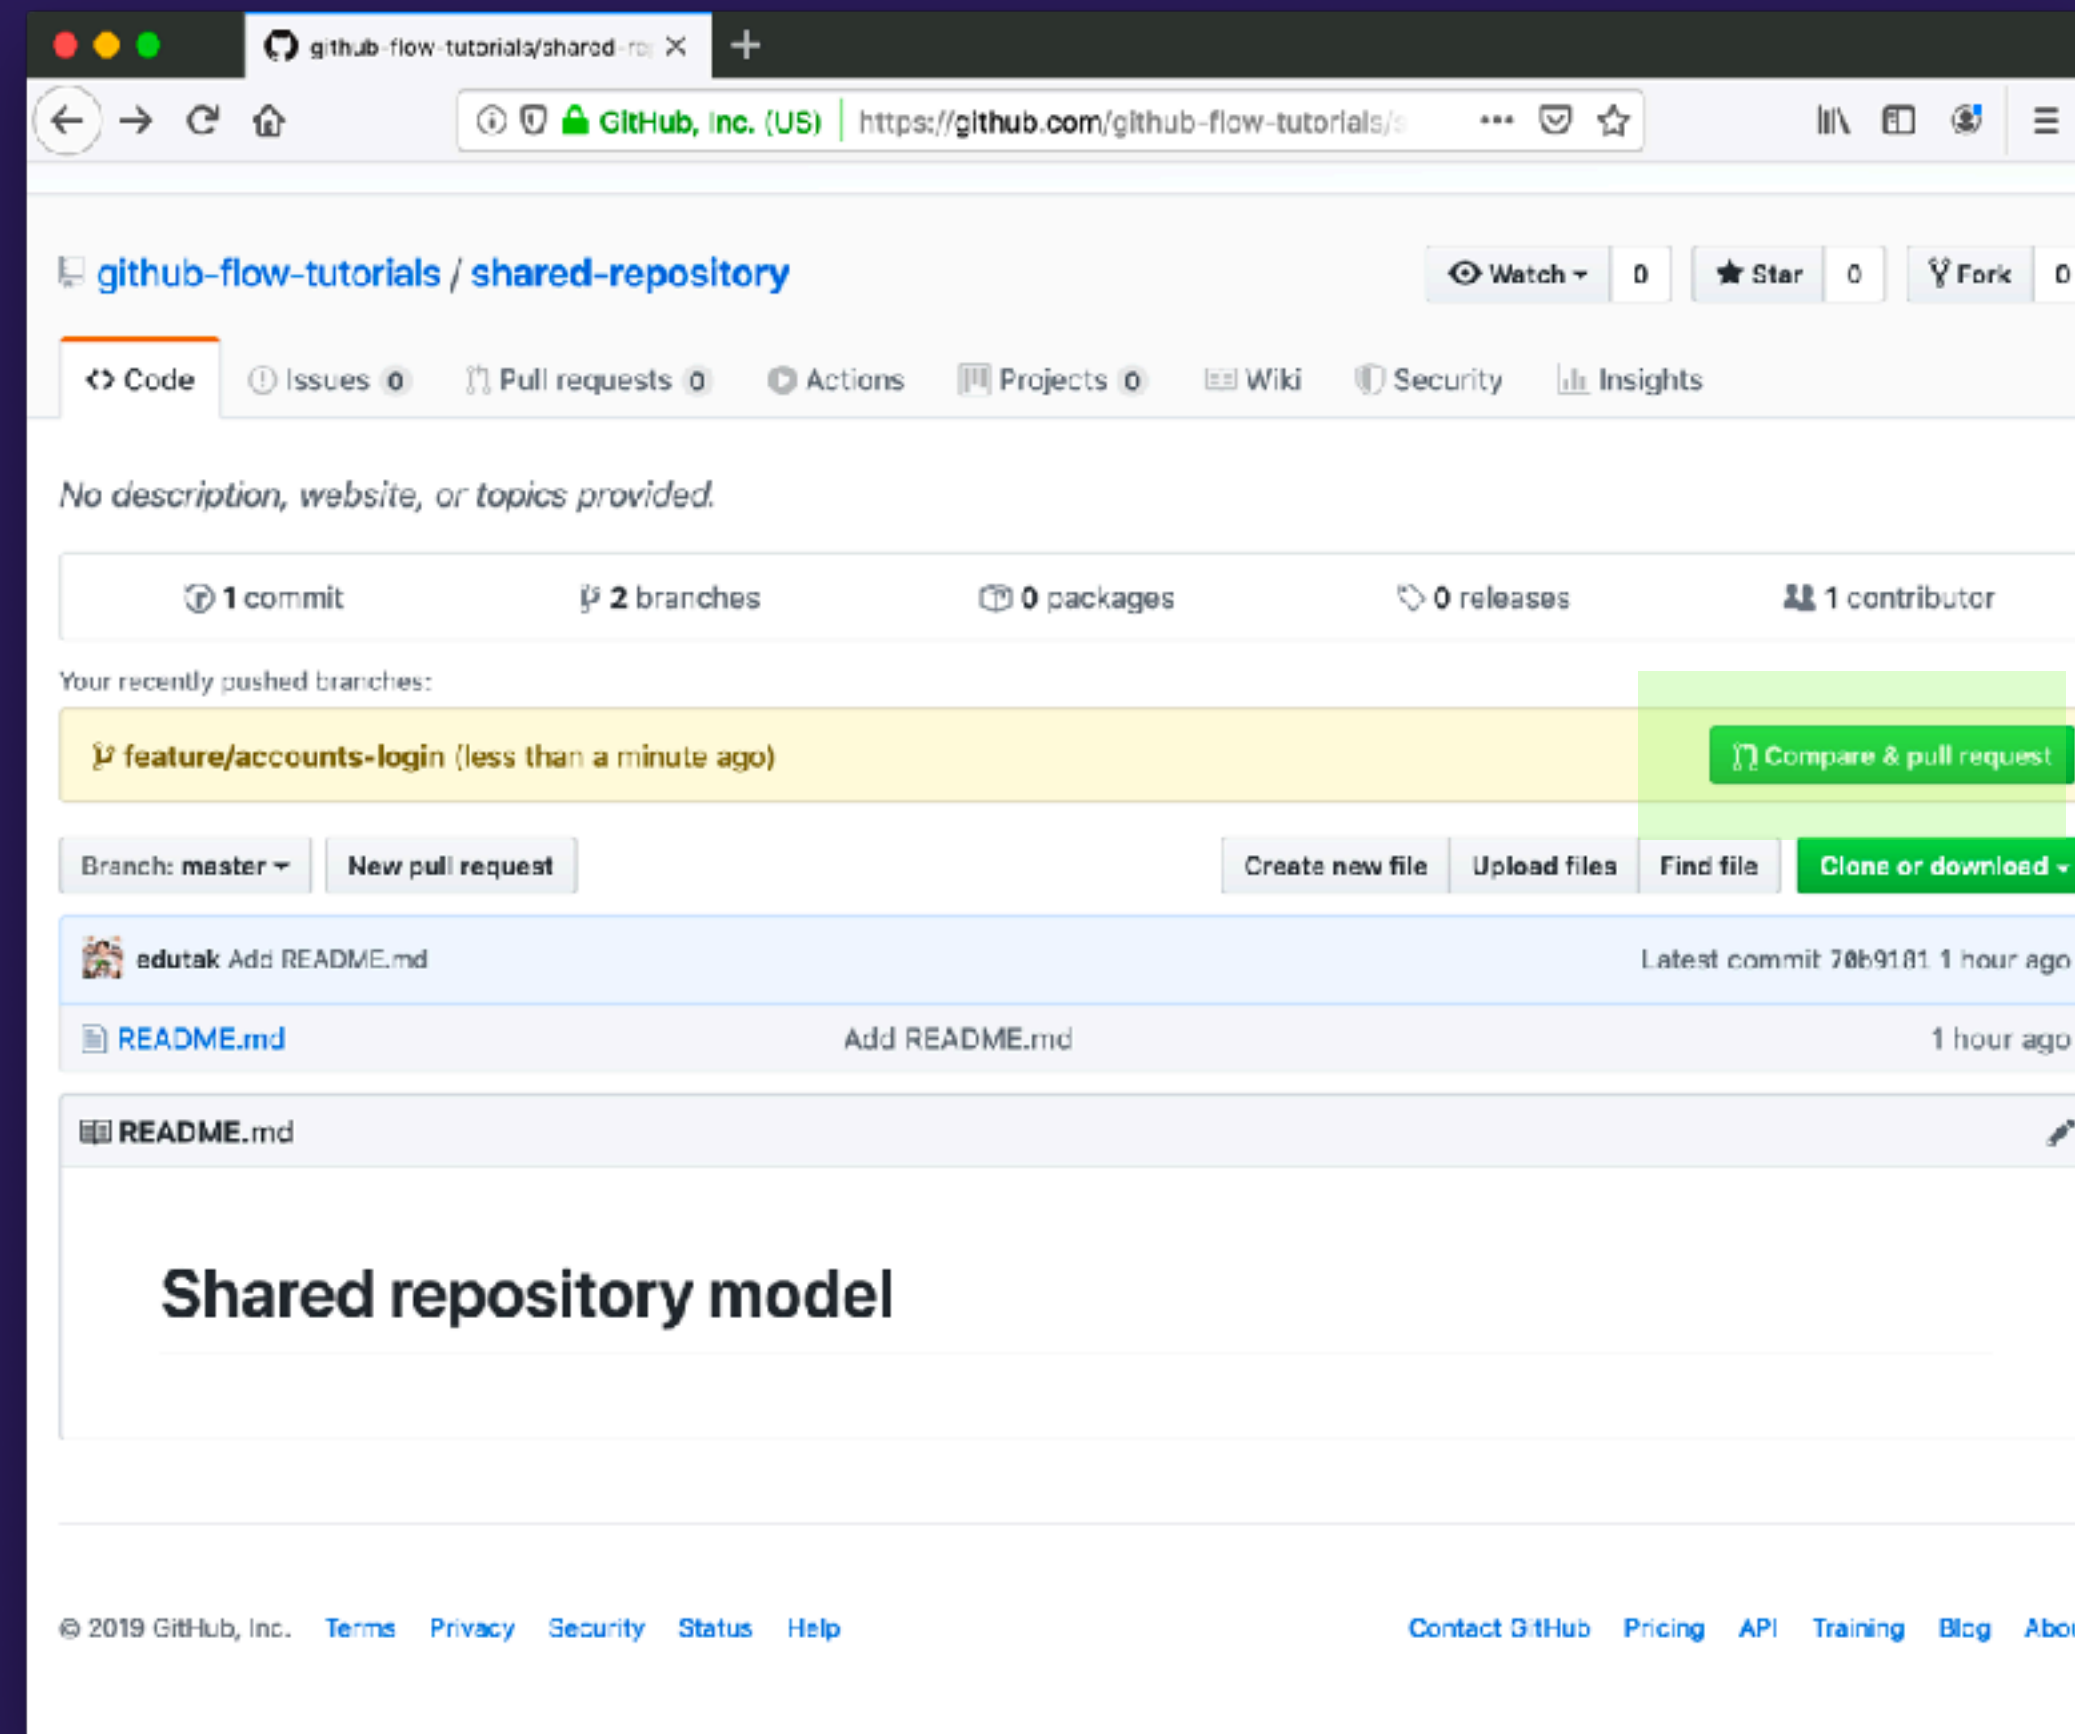 github-flow-tutorials/shared-
GitHub, Inc. (US) https://github.com/github-flow-tutorials/s
github-flow-tutorials / shared-repository Watch 0 Star 0 Fork 0
Code Issues 0 Pull requests 0 Actions Projects 0 Wiki Security Insights
No description, website, or topics provided.
1 commit 2 branches 0 packages 0 releases 1 contributor
Your recently pushed branches:
feature/accounts-login (less than a minute ago) Compare & pull request
Branch: master New pull request Create new file Upload files Find file Clone or download
edutak Add README.md Latest commit 70b9181 1 hour ago
README.md Add README.md 1 hour ago
README.md
Shared repository model
© 2019 GitHub, Inc. Terms Privacy Security Status Help Contact GitHub Pricing API Training Blog Abou